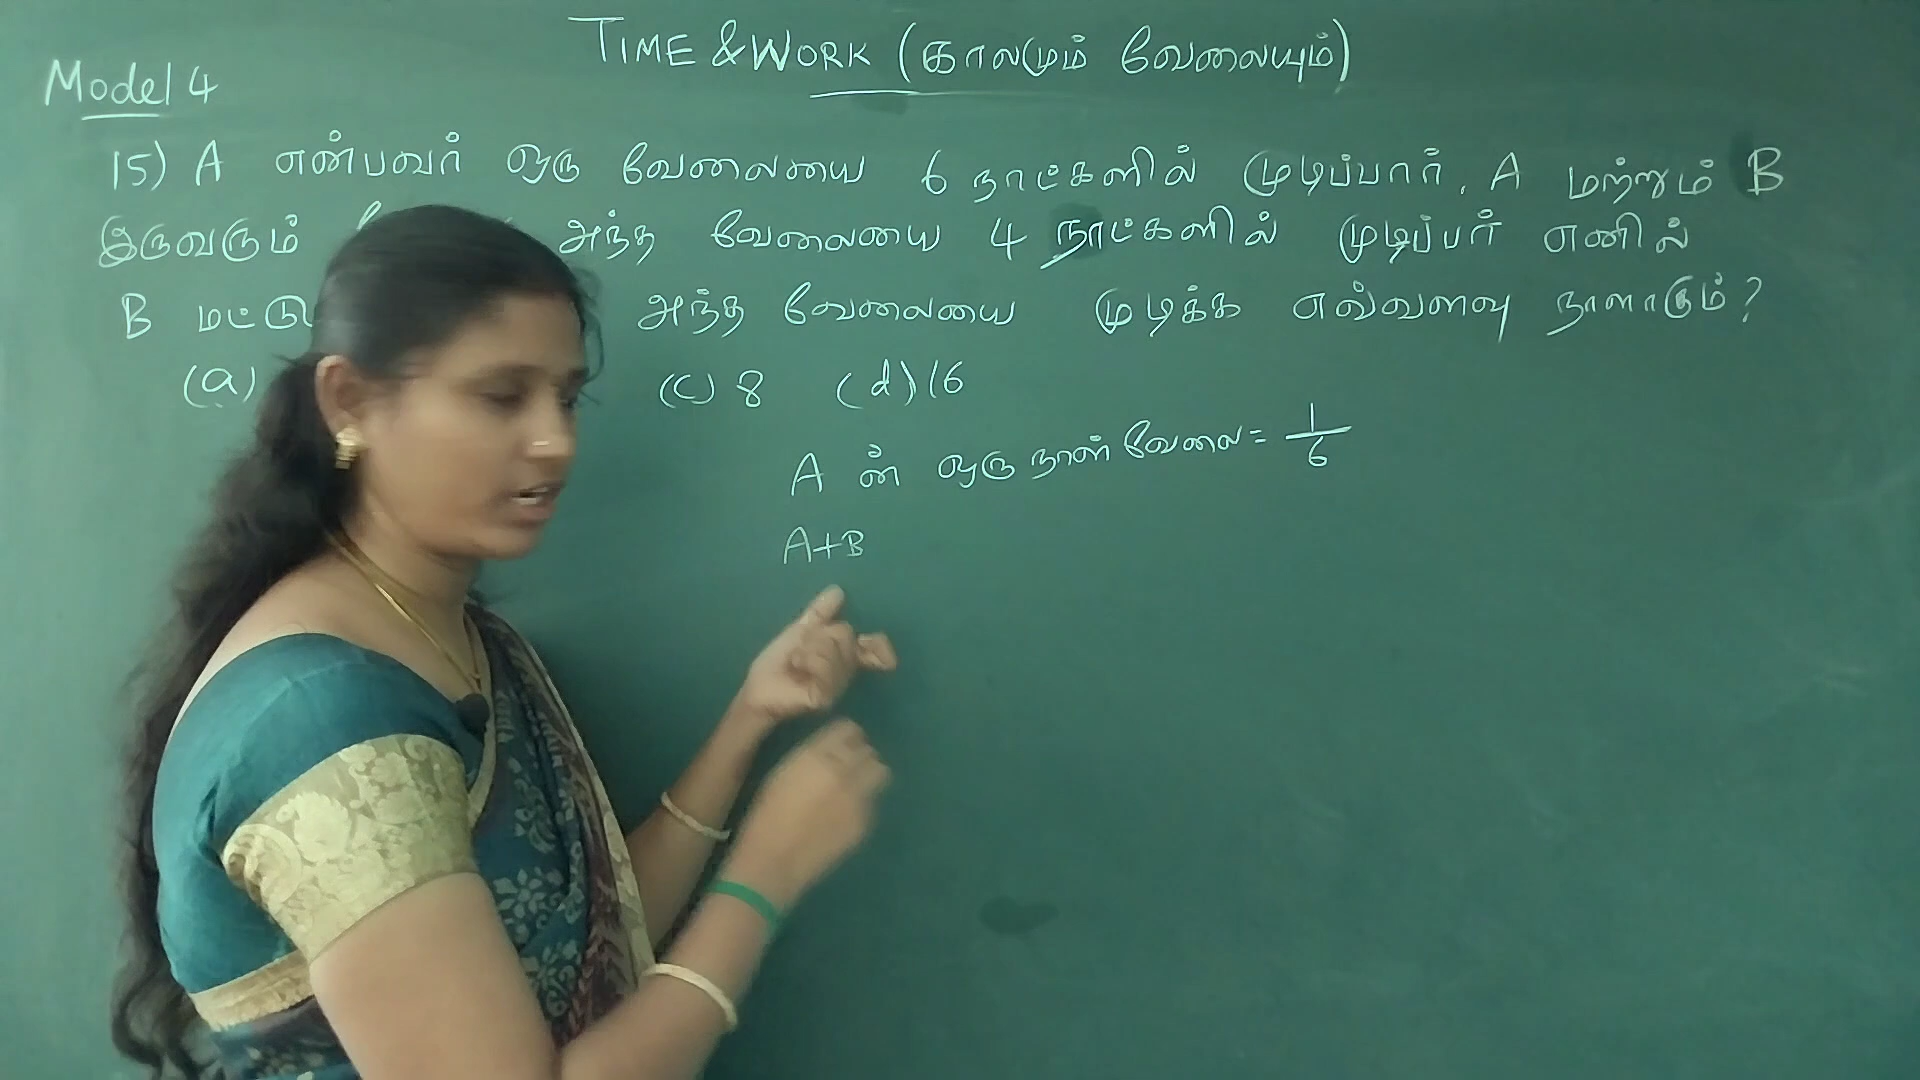 TIME & WORK (காலமும் வேலையும்)
Model 4
15) A என்பவர் ஒரு வேலையை 6 நாட்களில் முடிப்பார். A மற்றும் B
இருவரும் அந்த வேலையை 4 நாட்களில் முடிப்பர் எனில்
B அந்த வேலையை முடிக்க எவ்வளவு நாளாகும்?
(a) (c) 8 (d) 16
A ன் ஒரு நாள் வேலை = 1/6
A+B